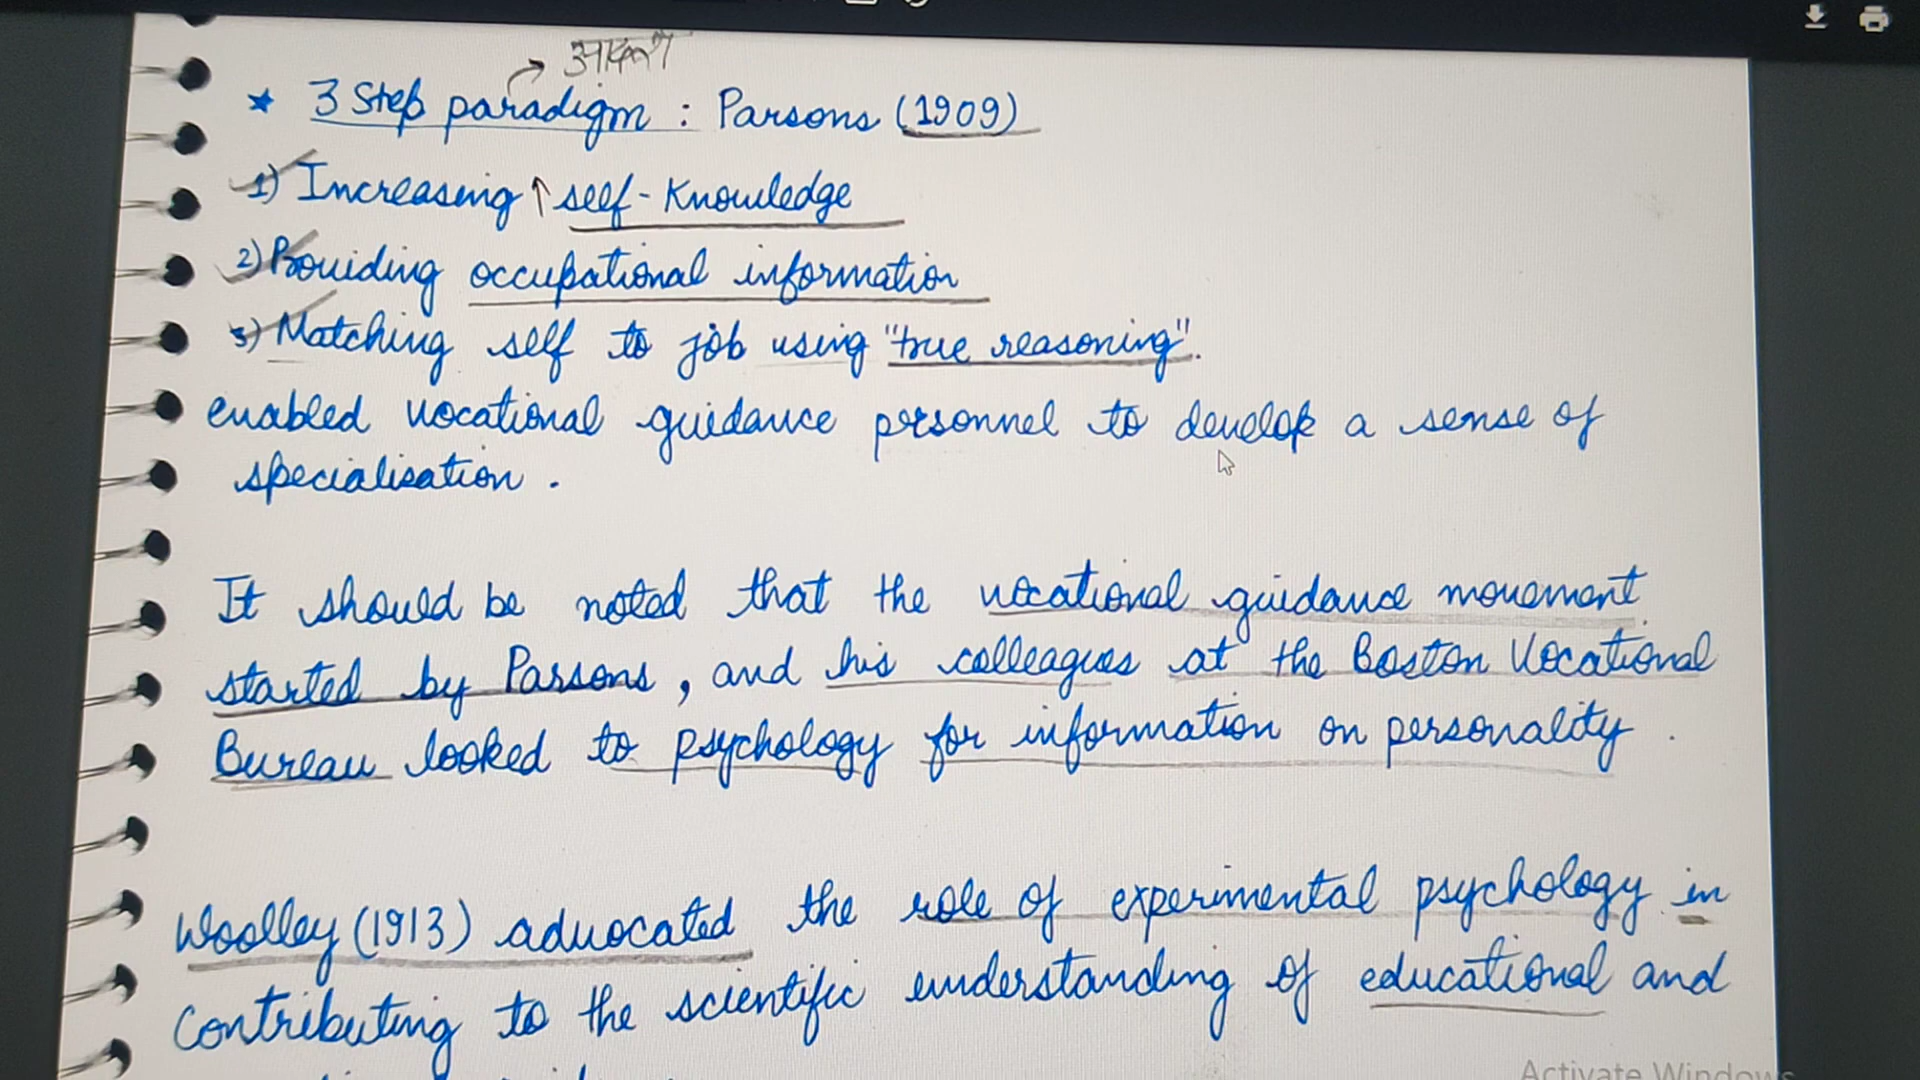 ★ 3 Step paradigm : Parsons (1909)
1) Increasing ↑ self-Knowledge
2) Providing occupational information
3) Matching self to job using "true reasoning".
enabled vocational guidance personnel to develop a sense of
specialisation .
It should be noted that the vocational guidance movement
started by Parsons, and his colleagues at the Boston Vocational
Bureau looked to psychology for information on personality .
Woolley (1913) advocated the role of experimental psychology in
contributing to the scientific understanding of educational and
Activate Windows